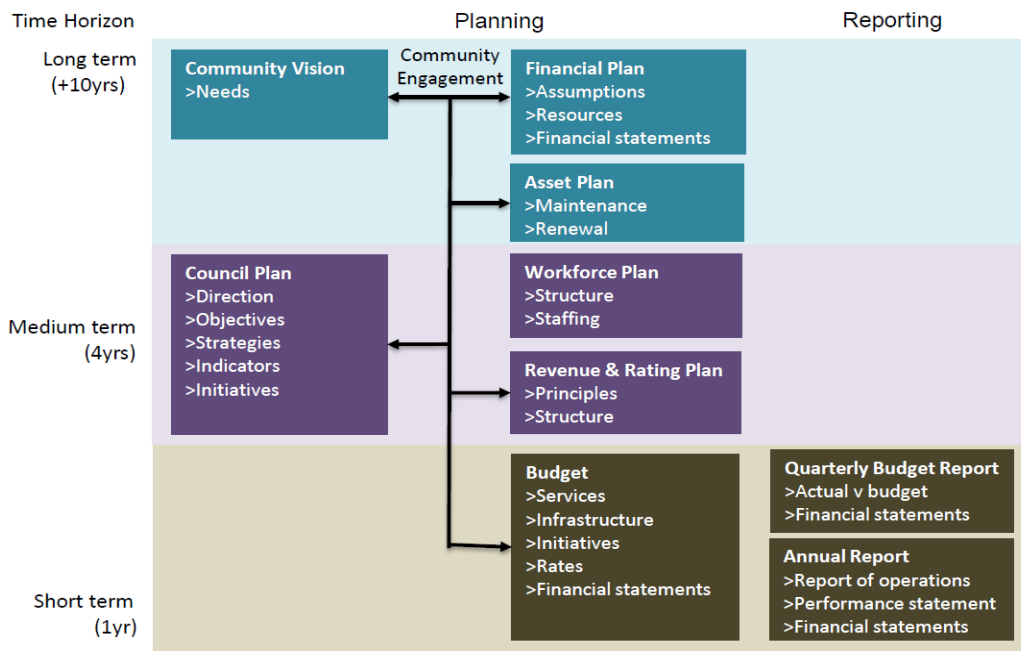 Time Horizon
Planning
Reporting
Long term
(+10yrs)
Community Vision
>Needs
Community
Engagement
Financial Plan
>Assumptions
>Resources
>Financial statements
Asset Plan
>Maintenance
>Renewal
Medium term
(4yrs)
Council Plan
>Direction
>Objectives
>Strategies
>Indicators
>Initiatives
Workforce Plan
>Structure
>Staffing
Revenue & Rating Plan
>Principles
>Structure
Short term
(1yr)
Budget
>Services
>Infrastructure
>Initiatives
>Rates
>Financial statements
Quarterly Budget Report
>Actual v budget
>Financial statements
Annual Report
>Report of operations
>Performance statement
>Financial statements